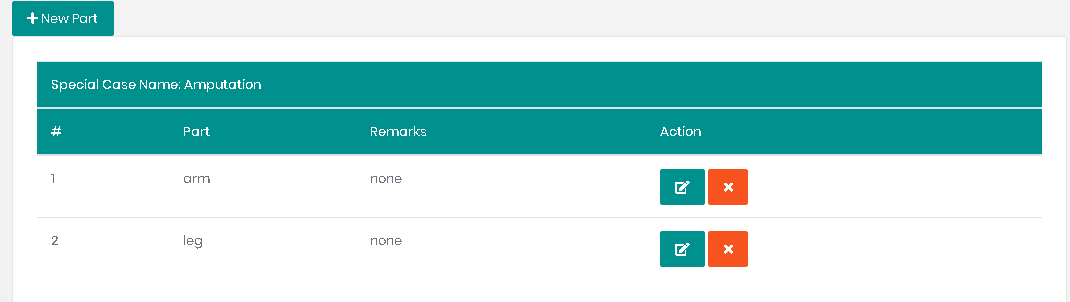 New Part
Special Case Name: Amputation
# Part Remarks Action
1 arm none
2 leg none